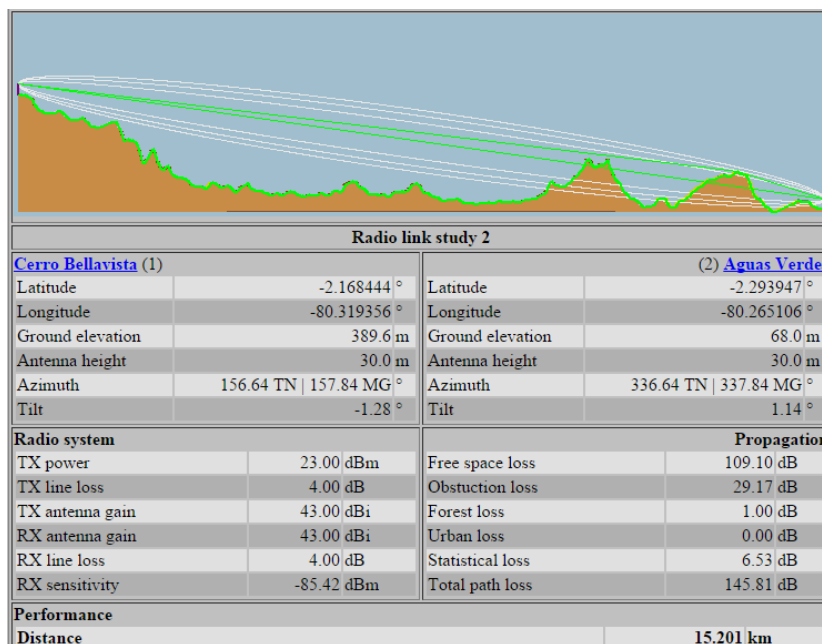 Radio link study 2
Cerro Bellavista (1) (2) Aguas Verde
Latitude -2.168444 ° Latitude -2.293947 °
Longitude -80.319356 ° Longitude -80.265106 °
Ground elevation 389.6 m Ground elevation 68.0 m
Antenna height 30.0 m Antenna height 30.0 m
Azimuth 156.64 TN | 157.84 MG ° Azimuth 336.64 TN | 337.84 MG °
Tilt -1.28 ° Tilt 1.14 °
Radio system Propagation
TX power 23.00 dBm Free space loss 109.10 dB
TX line loss 4.00 dB Obstuction loss 29.17 dB
TX antenna gain 43.00 dBi Forest loss 1.00 dB
RX antenna gain 43.00 dBi Urban loss 0.00 dB
RX line loss 4.00 dB Statistical loss 6.53 dB
RX sensitivity -85.42 dBm Total path loss 145.81 dB
Performance
Distance 15.201 km